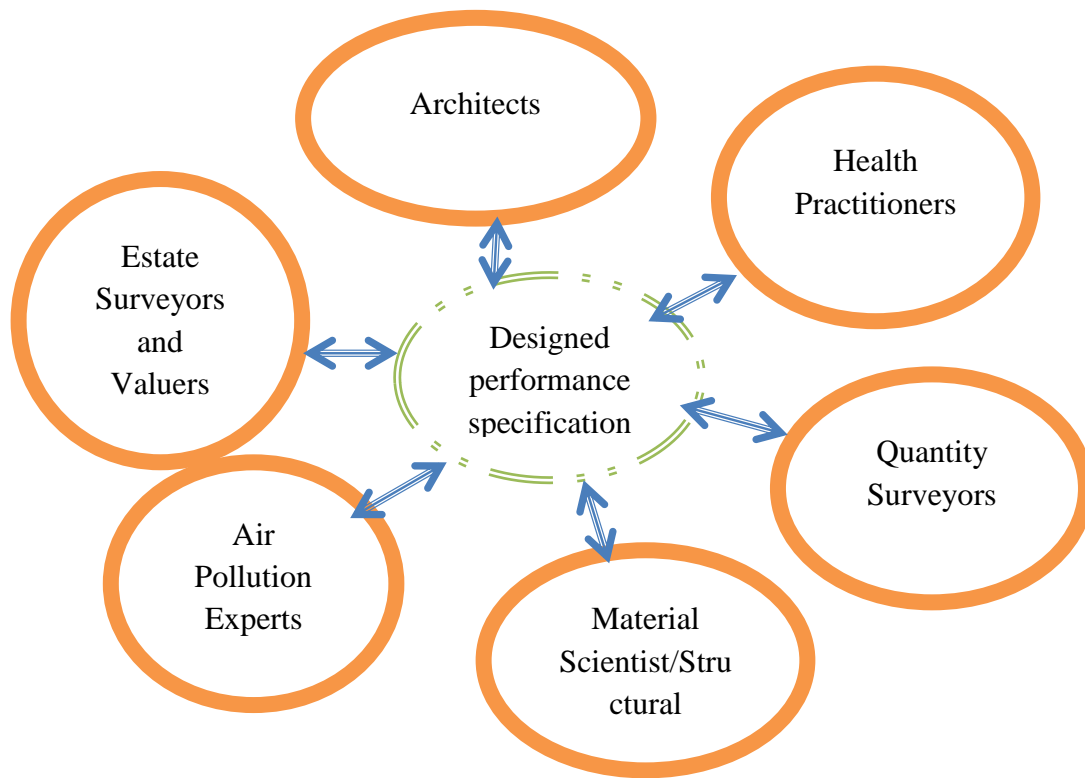 Architects
Health
Practitioners
Estate
Surveyors
and
Valuers
Designed
performance
specification
Quantity
Surveyors
Air
Pollution
Experts
Material
Scientist/Stru
ctural